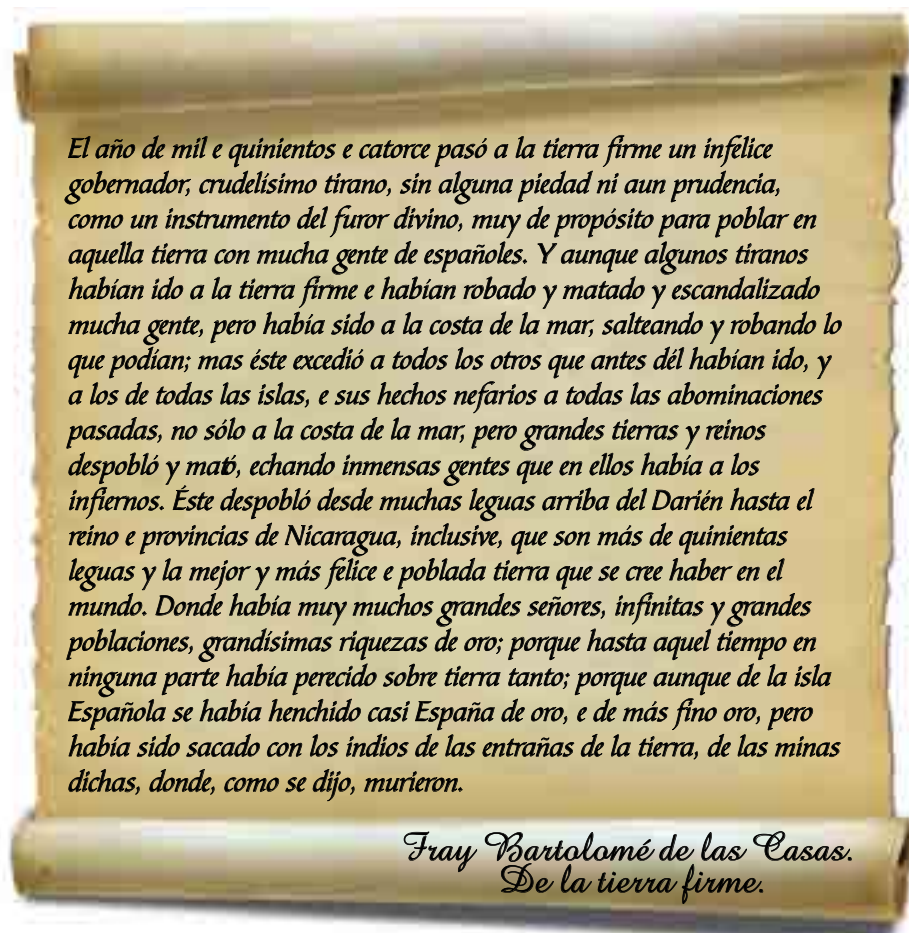 El año de mil e quinientos e catorce pasó a la tierra firme un infelice
gobernador, crudelísimo tirano, sin alguna piedad ni aun prudencia,
como un instrumento del furor divino, muy de propósito para poblar en
aquella tierra con mucha gente de españoles. Y aunque algunos tiranos
habían ido a la tierra firme e habían robado y matado y escandalizado
mucha gente, pero había sido a la costa de la mar, salteando y robando lo
que podían; mas éste excedió a todos los otros que antes dél habían ido, y
a los de todas las islas, e sus hechos nefarios a todas las abominaciones
pasadas, no sólo a la costa de la mar, pero grandes tierras y reinos
despobló y mató, echando inmensas gentes que en ellos había a los
infiernos. Éste despobló desde muchas leguas arriba del Darién hasta el
reino e provincias de Nicaragua, inclusive, que son más de quinientas
leguas y la mejor y más felice e poblada tierra que se cree haber en el
mundo. Donde había muy muchos grandes señores, infinitas y grandes
poblaciones, grandísimas riquezas de oro; porque hasta aquel tiempo en
ninguna parte había perecido sobre tierra tanto; porque aunque de la isla
Española se había henchido casi España de oro, e de más fino oro, pero
había sido sacado con los indios de las entrañas de la tierra, de las minas
dichas, donde, como se dijo, murieron.
Fray Bartolomé de las Casas.
De la tierra firme.